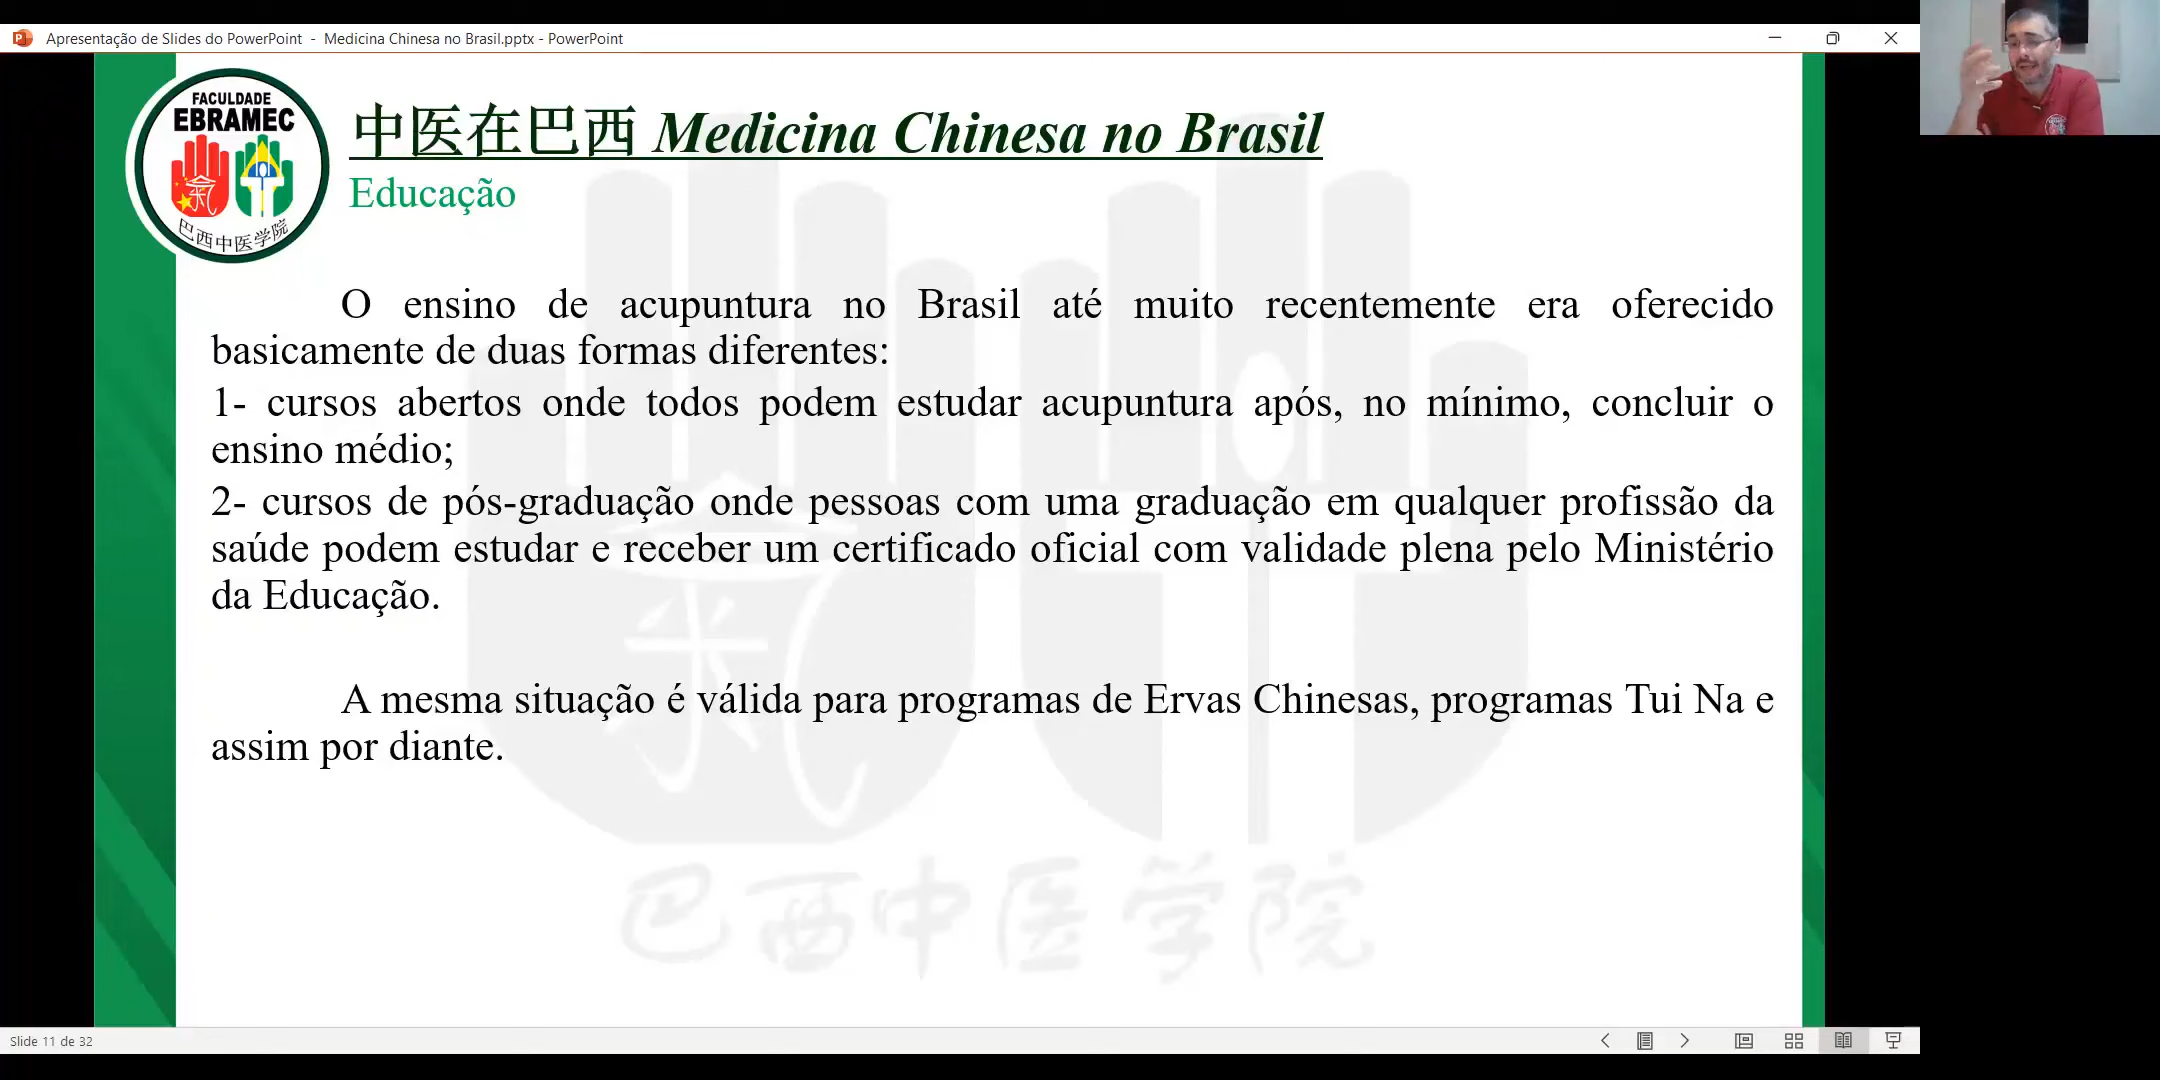 Apresentação de Slides do PowerPoint - Medicina Chinesa no Brasil.pptx - PowerPoint
FACULDADE
EBRAMEC
氣
巴西中医学院
中医在巴西 Medicina Chinesa no Brasil
Educação
O ensino de acupuntura no Brasil até muito recentemente era oferecido
basicamente de duas formas diferentes:
1- cursos abertos onde todos podem estudar acupuntura após, no mínimo, concluir o
ensino médio;
2- cursos de pós-graduação onde pessoas com uma graduação em qualquer profissão da
saúde podem estudar e receber um certificado oficial com validade plena pelo Ministério
da Educação.
A mesma situação é válida para programas de Ervas Chinesas, programas Tui Na e
assim por diante.
氣
巴西中医学院
Slide 11 de 32